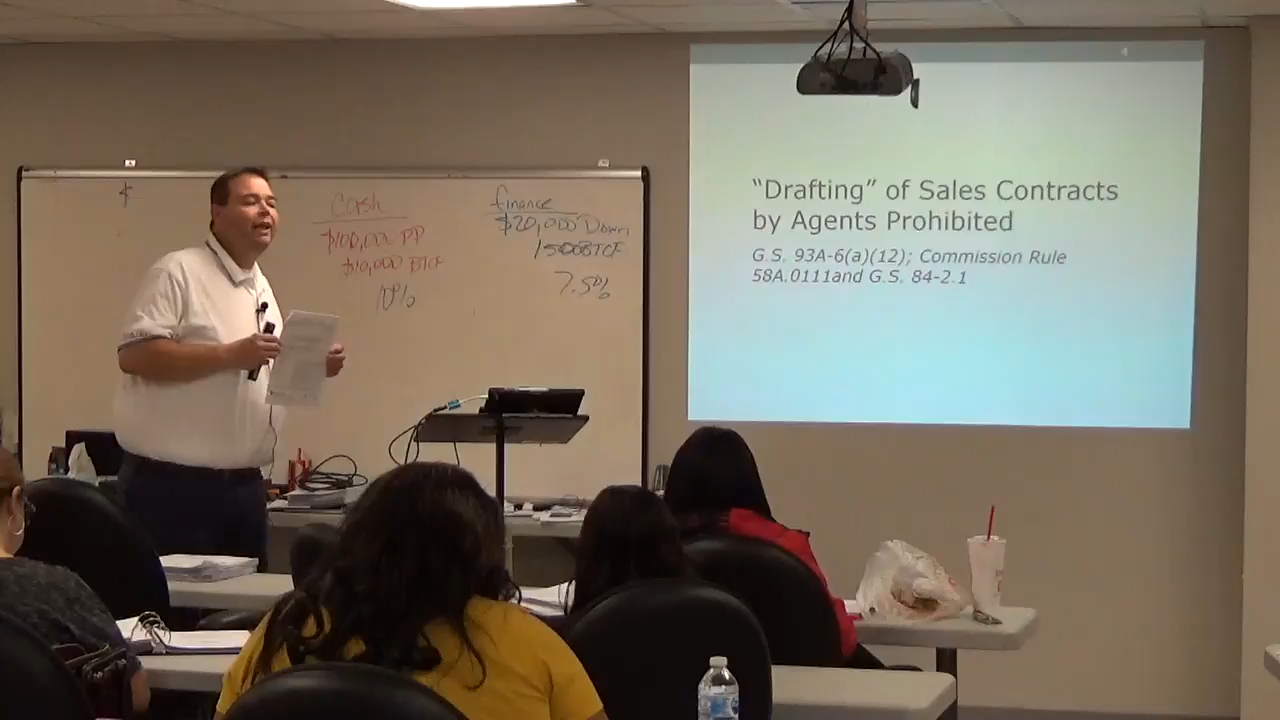 Cash
$100,000 PP
$10,000 BTCF
10%
finance
$20,000 Down
1500BTCF
7.5%
“Drafting” of Sales Contracts
by Agents Prohibited
G.S. 93A-6(a)(12); Commission Rule
58A.0111and G.S. 84-2.1